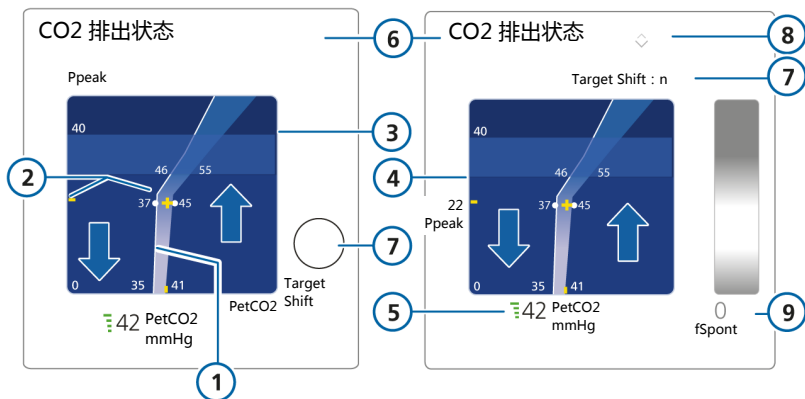 CO2 排出状态
6
CO2 排出状态
8
Ppeak
Target Shift : n
7
40
3
40
2
46
55
4
46
55
37
45
22
Ppeak
37
45
7
Target
Shift
0
35
41
PetCO2
0
35
41
42 PetCO2
mmHg
5
42 PetCO2
mmHg
0
fSpont
9
1